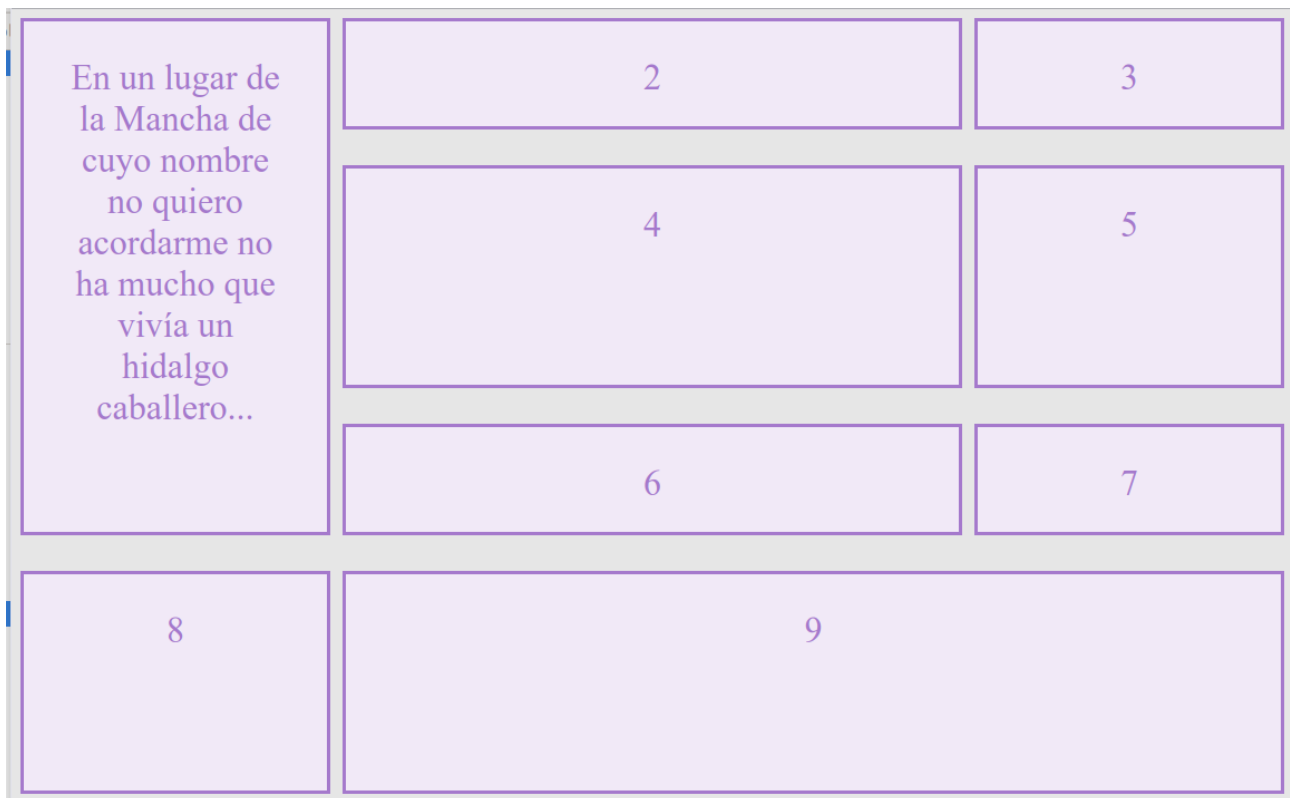 En un lugar de
la Mancha de
cuyo nombre
no quiero
acordarme no
ha mucho que
vivía un
hidalgo
caballero...
2
3
4
5
6
7
8
9